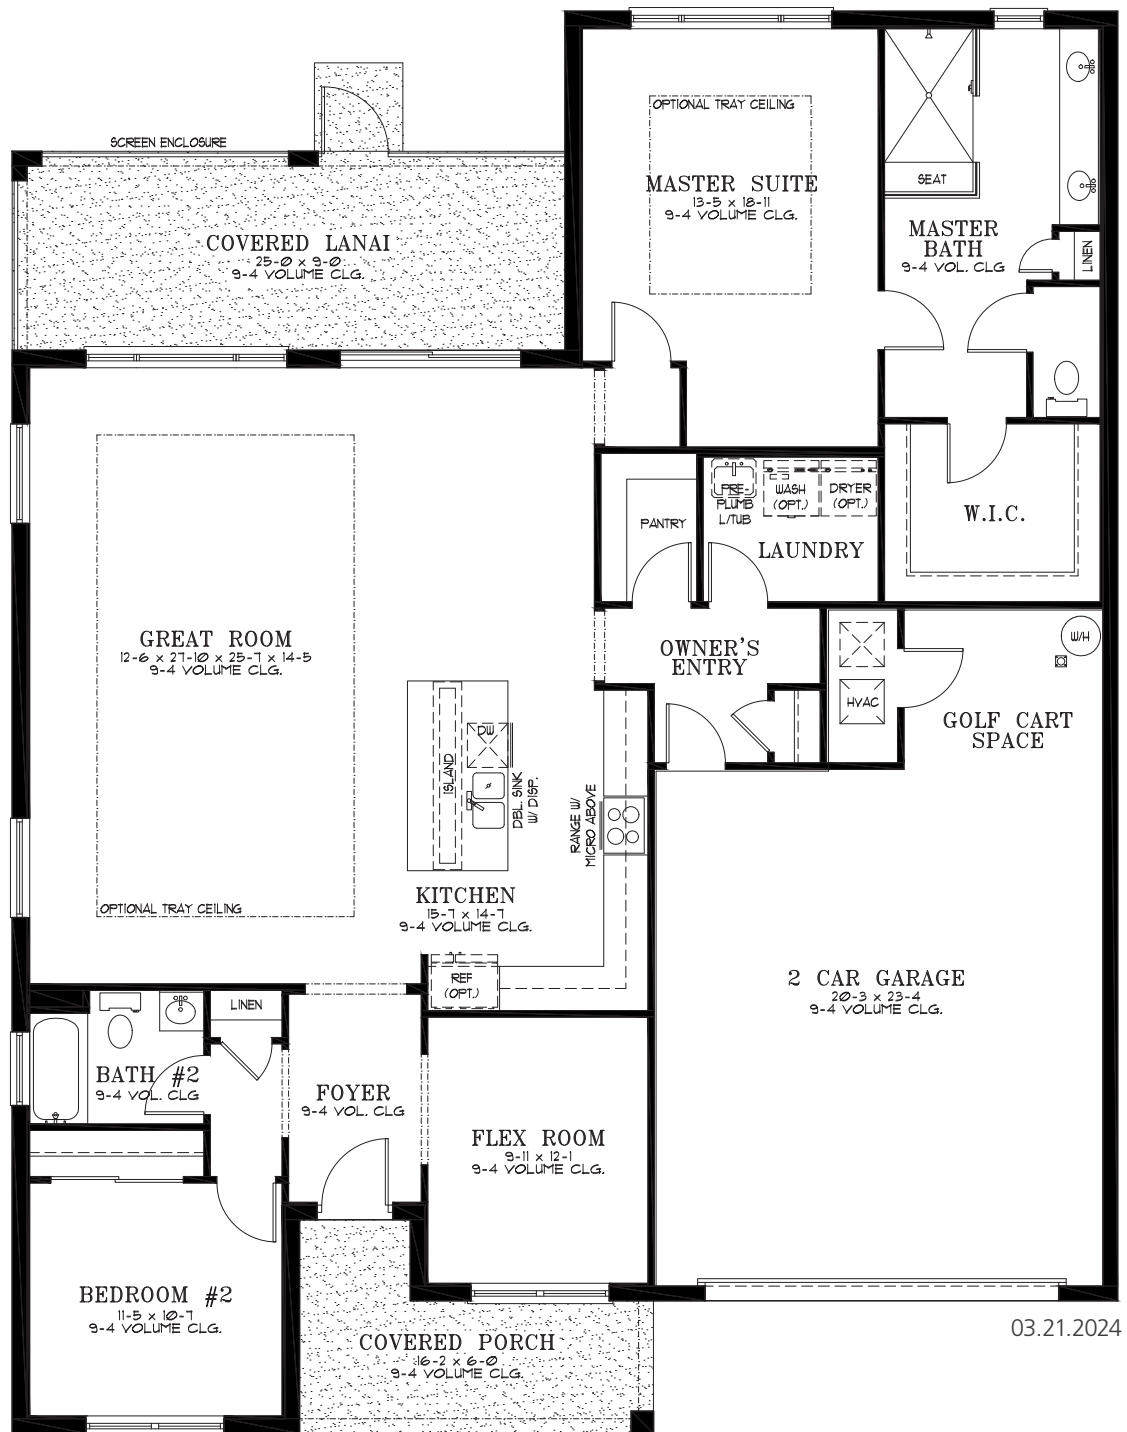 OPTIONAL TRAY CEILING
SCREEN ENCLOSURE
SEAT
MASTER SUITE
13-5 x 18-11
9-4 VOLUME CLG.
MASTER
BATH
9-4 VOL. CLG
LINEN
COVERED LANAI
25-0 x 9-0
9-4 VOLUME CLG.
PRE-
PLUMB
L/TUB
WASH
(OPT.)
DRYER
(OPT.)
PANTRY
LAUNDRY
W.I.C.
GREAT ROOM
12-6 x 27-10 x 25-7 x 14-5
9-4 VOLUME CLG.
OWNER'S
ENTRY
W/H
HVAC
GOLF CART
SPACE
DW
ISLAND
DBL. SINK
W/ DISP.
RANGE W/
MICRO ABOVE
KITCHEN
15-7 x 14-7
9-4 VOLUME CLG.
OPTIONAL TRAY CEILING
REF
(OPT.)
2 CAR GARAGE
20-3 x 23-4
9-4 VOLUME CLG.
LINEN
BATH #2
9-4 VOL. CLG
FOYER
9-4 VOL. CLG
FLEX ROOM
9-11 x 12-1
9-4 VOLUME CLG.
BEDROOM #2
11-5 x 10-7
9-4 VOLUME CLG.
COVERED PORCH
16-2 x 6-0
9-4 VOLUME CLG.
03.21.2024